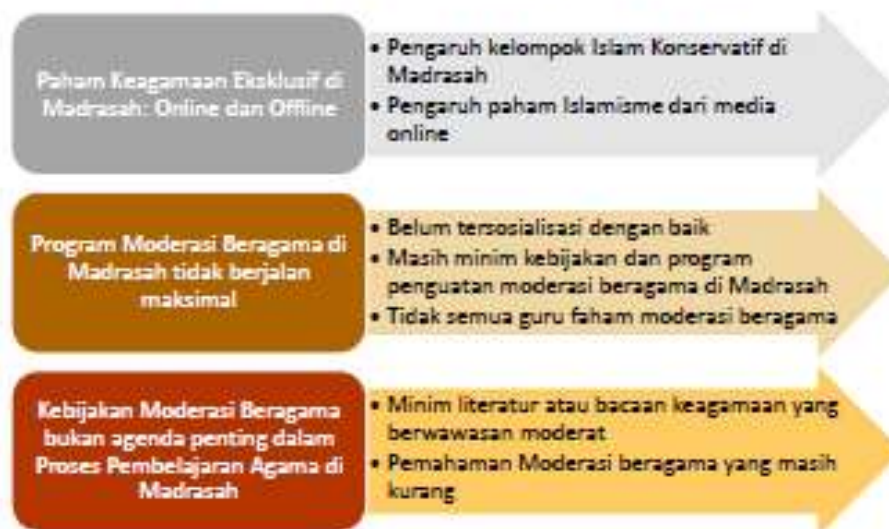 Paham Keagamaan Eksklusif di
Madrasah: Online dan Offline
• Pengaruh kelompok Islam Konservatif di
Madrasah
• Pengaruh paham Islamisme dari media
online
Program Moderasi Beragama di
Madrasah tidak berjalan
maksimal
• Belum tersosialisasi dengan baik
• Masih minim kebijakan dan program
penguatan moderasi beragama di Madrasah
• Tidak semua guru faham moderasi beragama
Kebijakan Moderasi Beragama
bukan agenda penting dalam
Proses Pembelajaran Agama di
Madrasah
• Minim literatur atau bacaan keagamaan yang
berwawasan moderat
• Pemahaman Moderasi beragama yang masih
kurang